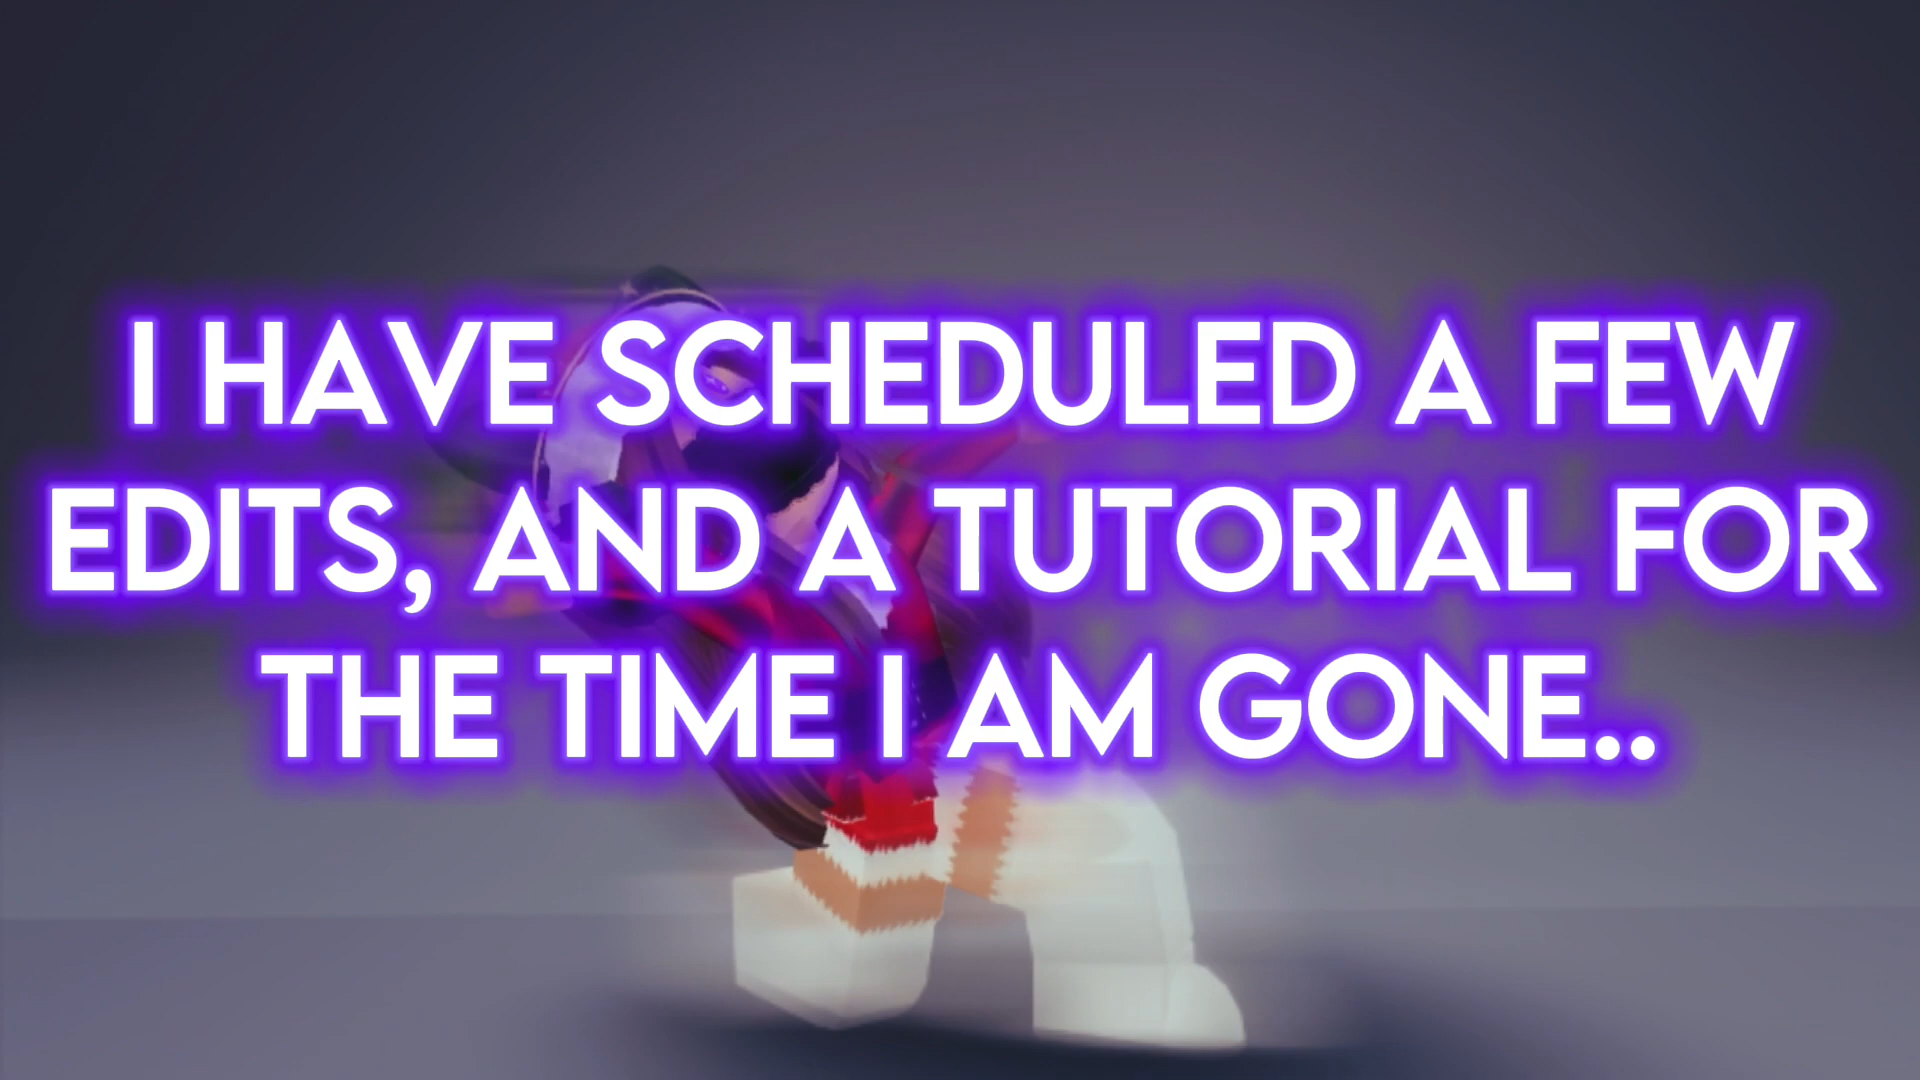 I HAVE SCHEDULED A FEW
EDITS, AND A TUTORIAL FOR
THE TIME I AM GONE..